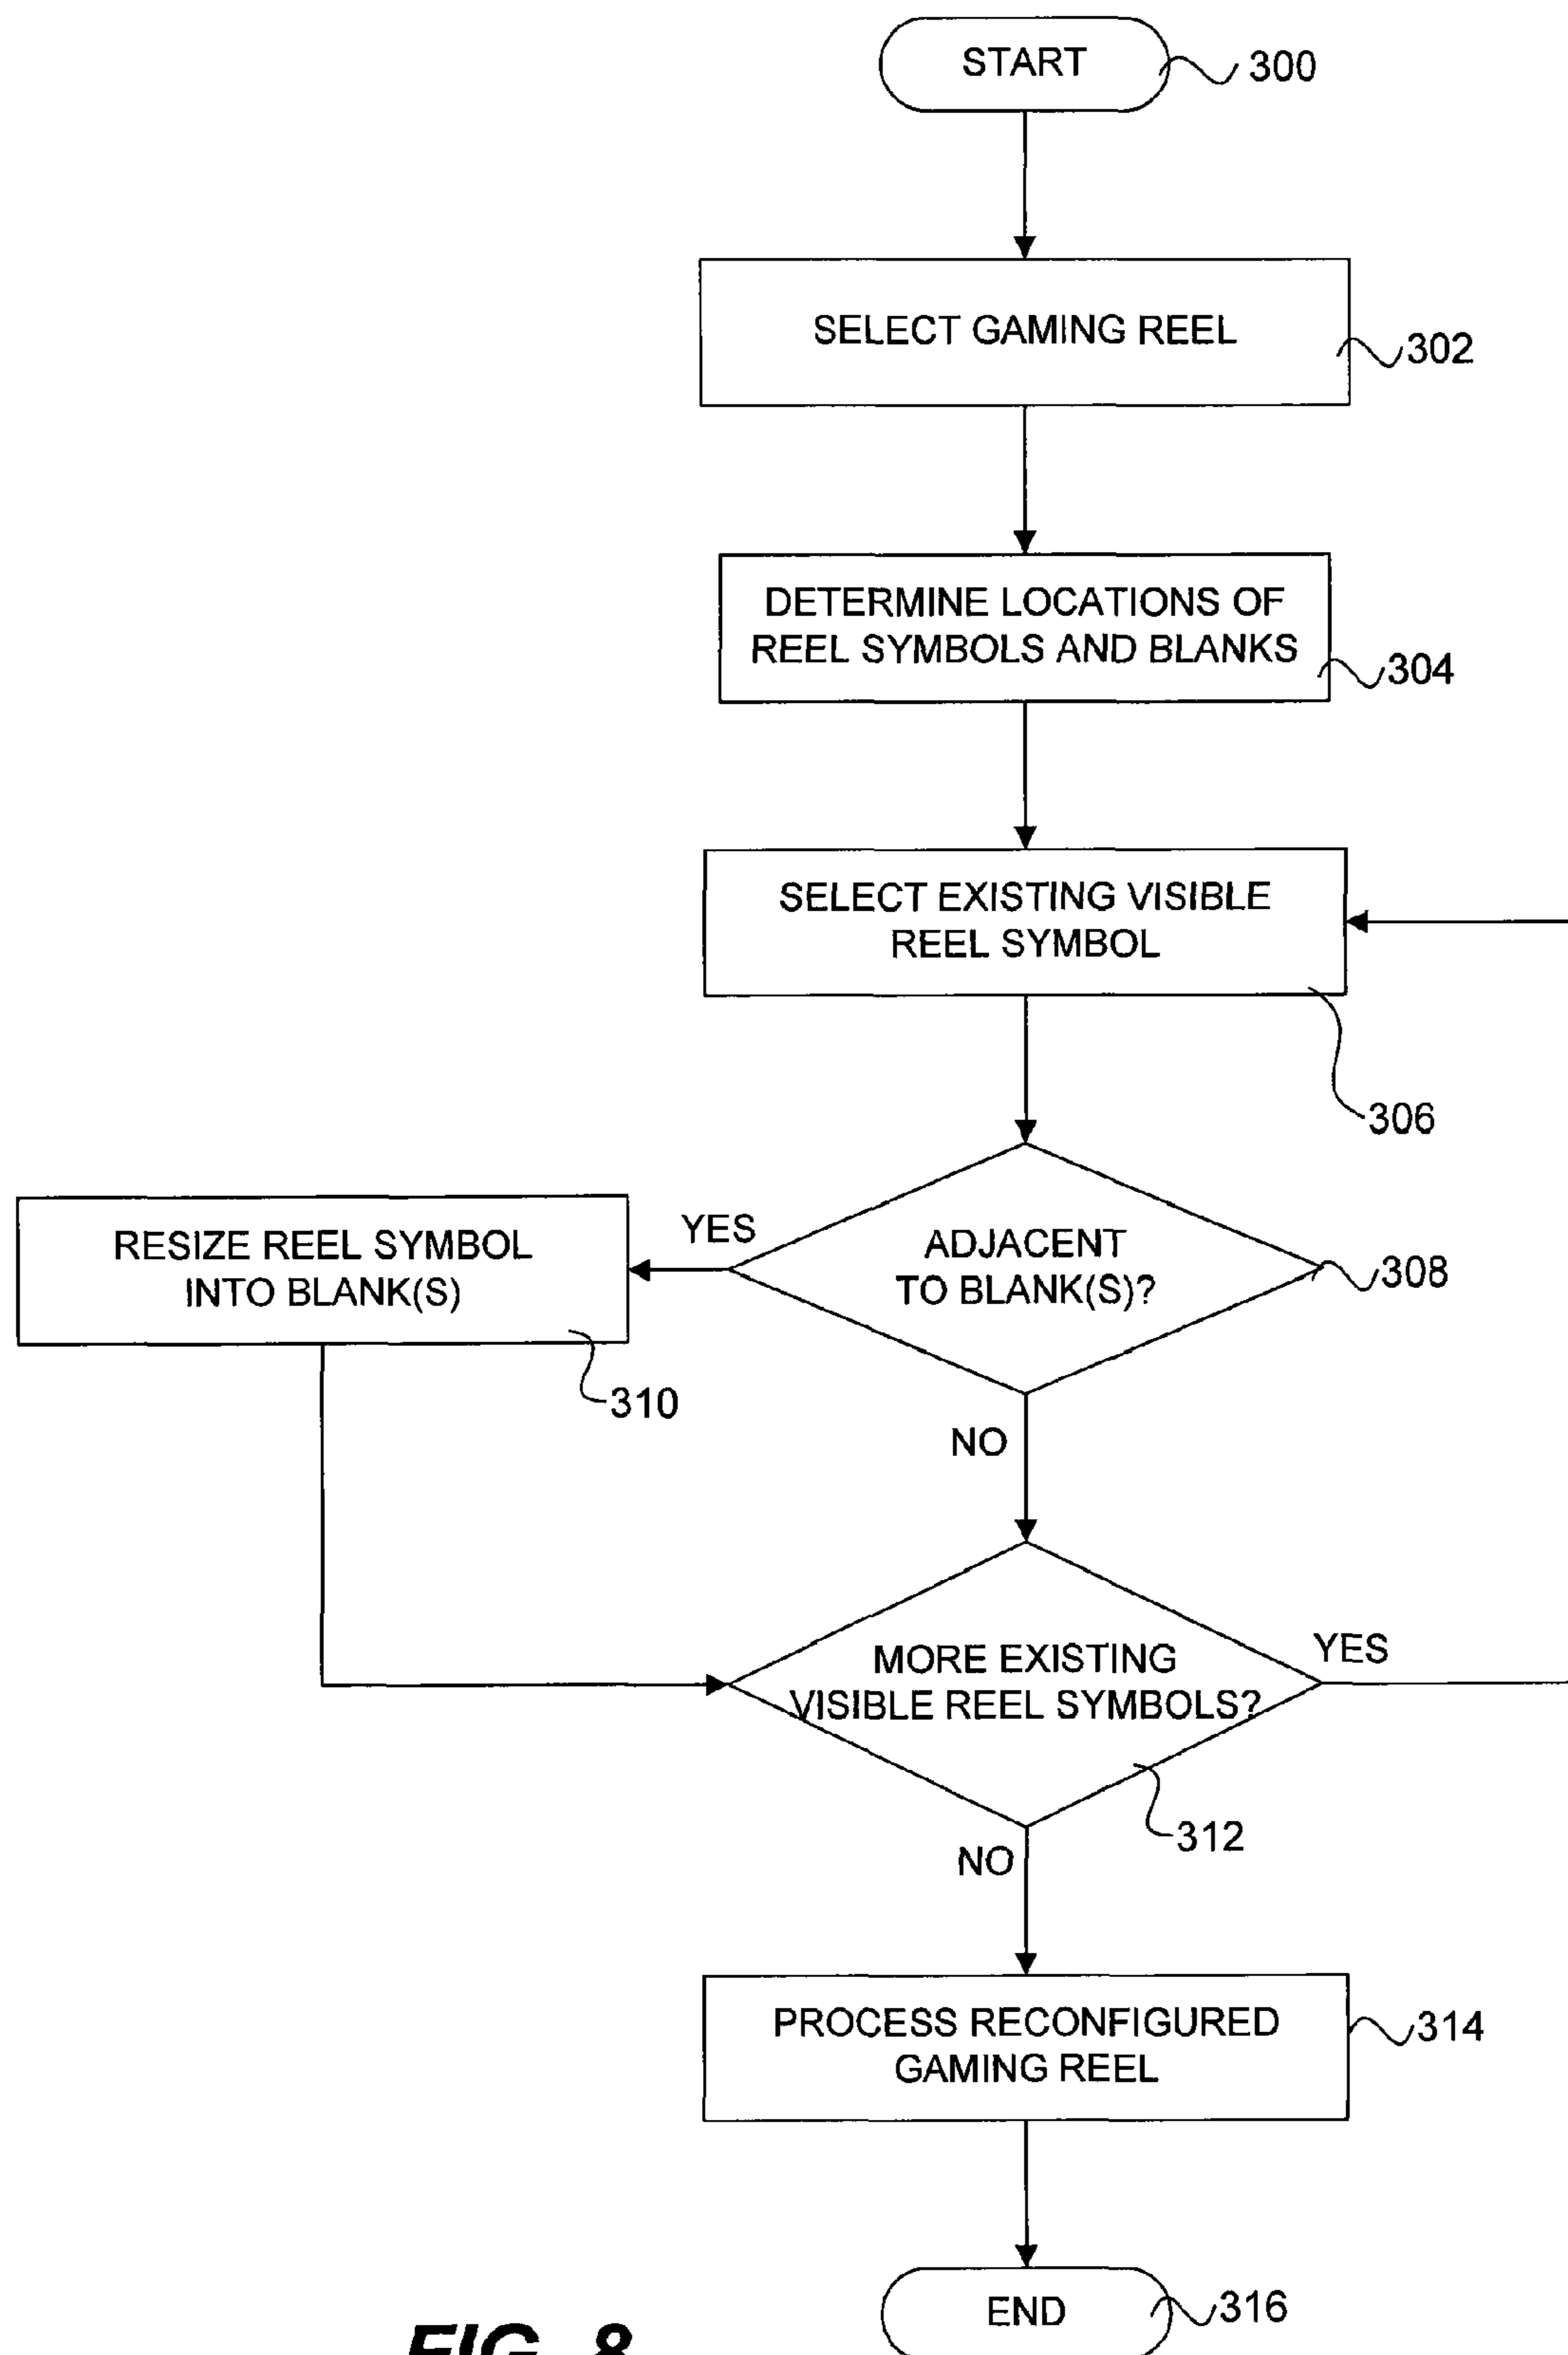 START
300
SELECT GAMING REEL
302
DETERMINE LOCATIONS OF
REEL SYMBOLS AND BLANKS
304
SELECT EXISTING VISIBLE
REEL SYMBOL
306
YES
RESIZE REEL SYMBOL
INTO BLANK(S)
310
ADJACENT
TO BLANK(S)?
308
NO
MORE EXISTING
VISIBLE REEL SYMBOLS?
YES
312
NO
PROCESS RECONFIGURED
GAMING REEL
314
END
316
FIG. 8